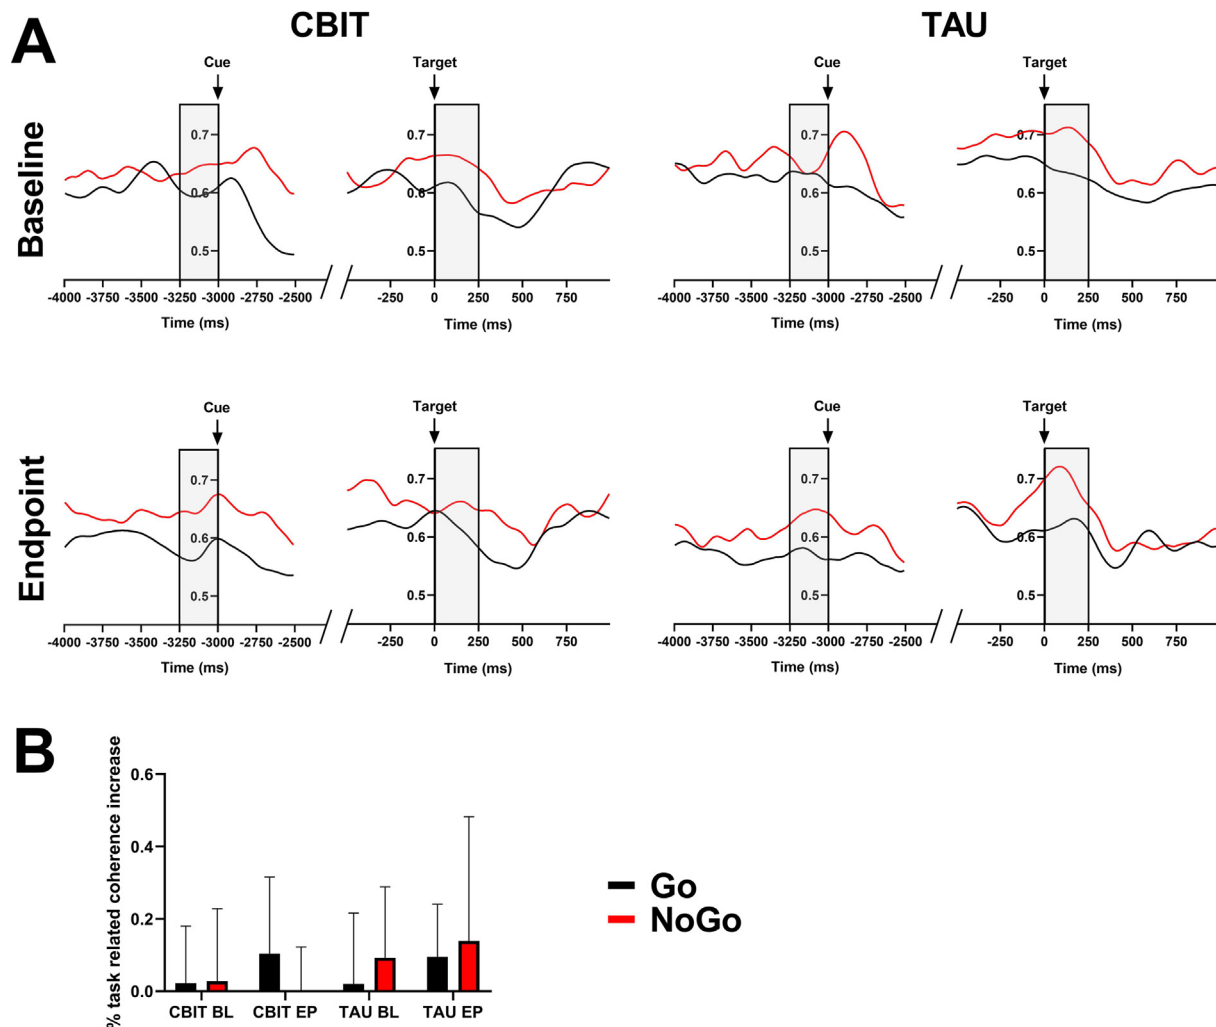 A
CBIT
TAU
Baseline
Cue
Target
Cue
Target
0.7
0.6
0.5
0.7
0.6
0.5
0.7
0.6
0.5
0.7
0.6
0.5
-4000 -3750 -3500 -3250 -3000 -2750 -2500
-250 0 250 500 750
-4000 -3750 -3500 -3250 -3000 -2750 -2500
-250 0 250 500 750
Time (ms)
Time (ms)
Time (ms)
Time (ms)
Endpoint
Cue
Target
Cue
Target
0.7
0.6
0.5
0.7
0.6
0.5
0.7
0.6
0.5
0.7
0.6
0.5
-4000 -3750 -3500 -3250 -3000 -2750 -2500
-250 0 250 500 750
-4000 -3750 -3500 -3250 -3000 -2750 -2500
-250 0 250 500 750
Time (ms)
Time (ms)
Time (ms)
Time (ms)
B
% task related coherence increase
0.6
0.4
0.2
0.0
CBIT BL CBIT EP TAU BL TAU EP
Go
NoGo